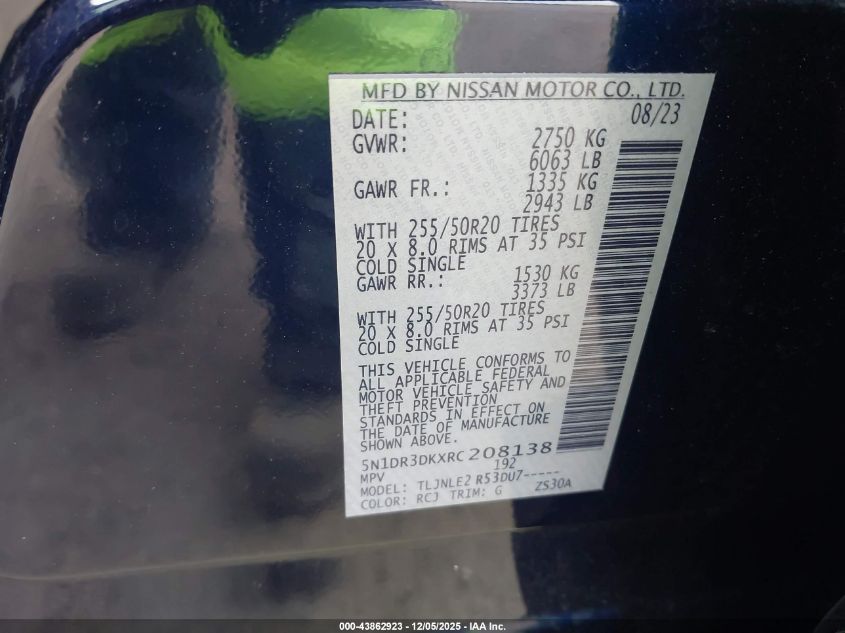 MFD BY NISSAN MOTOR CO., LTD.
DATE: 08/23
GVWR: 2750 KG
6063 LB
GAWR FR.: 1335 KG
2943 LB
WITH 255/50R20 TIRES
20 X 8.0 RIMS AT 35 PSI
COLD SINGLE
GAWR RR.: 1530 KG
3373 LB
WITH 255/50R20 TIRES
20 X 8.0 RIMS AT 35 PSI
COLD SINGLE
THIS VEHICLE CONFORMS TO
ALL APPLICABLE FEDERAL
MOTOR VEHICLE SAFETY AND
THEFT PREVENTION
STANDARDS IN EFFECT ON
THE DATE OF MANUFACTURE
SHOWN ABOVE.
5N1DR3DKXRC208138
MPV 192
MODEL: TLJNLE2 R53DU7-----
COLOR: RCJ TRIM: G ZS30A
000-43862923 - 12/05/2025 - IAA Inc.